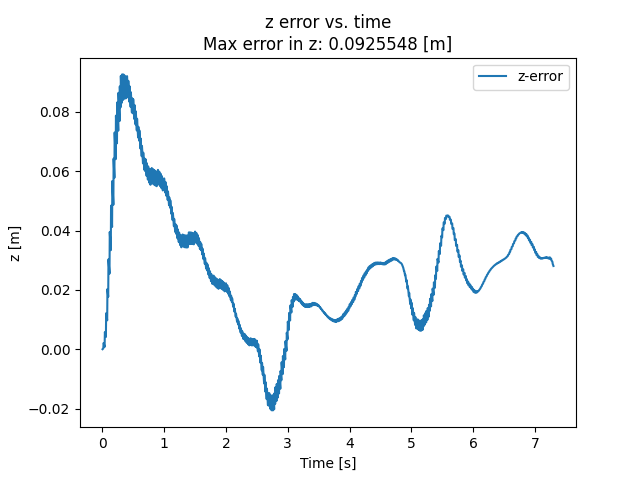 z error vs. time
Max error in z: 0.0925548 [m]
z-error
0.08
0.06
0.04
0.02
0.00
−0.02
z [m]
0 1 2 3 4 5 6 7
Time [s]